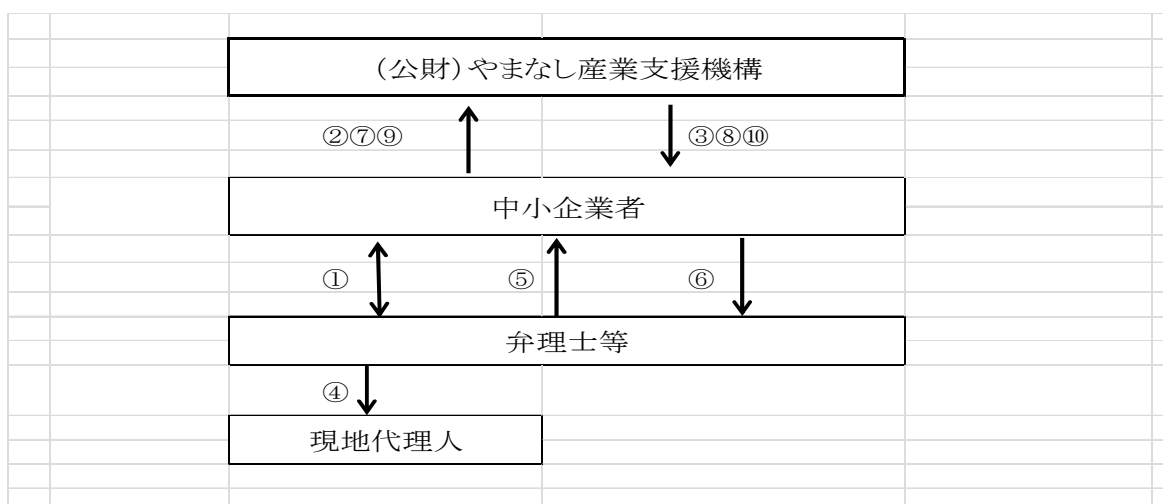 (公財)やまなし産業支援機構
②⑦⑨
③⑧⑩
中小企業者
①
⑤
⑥
弁理士等
④
現地代理人